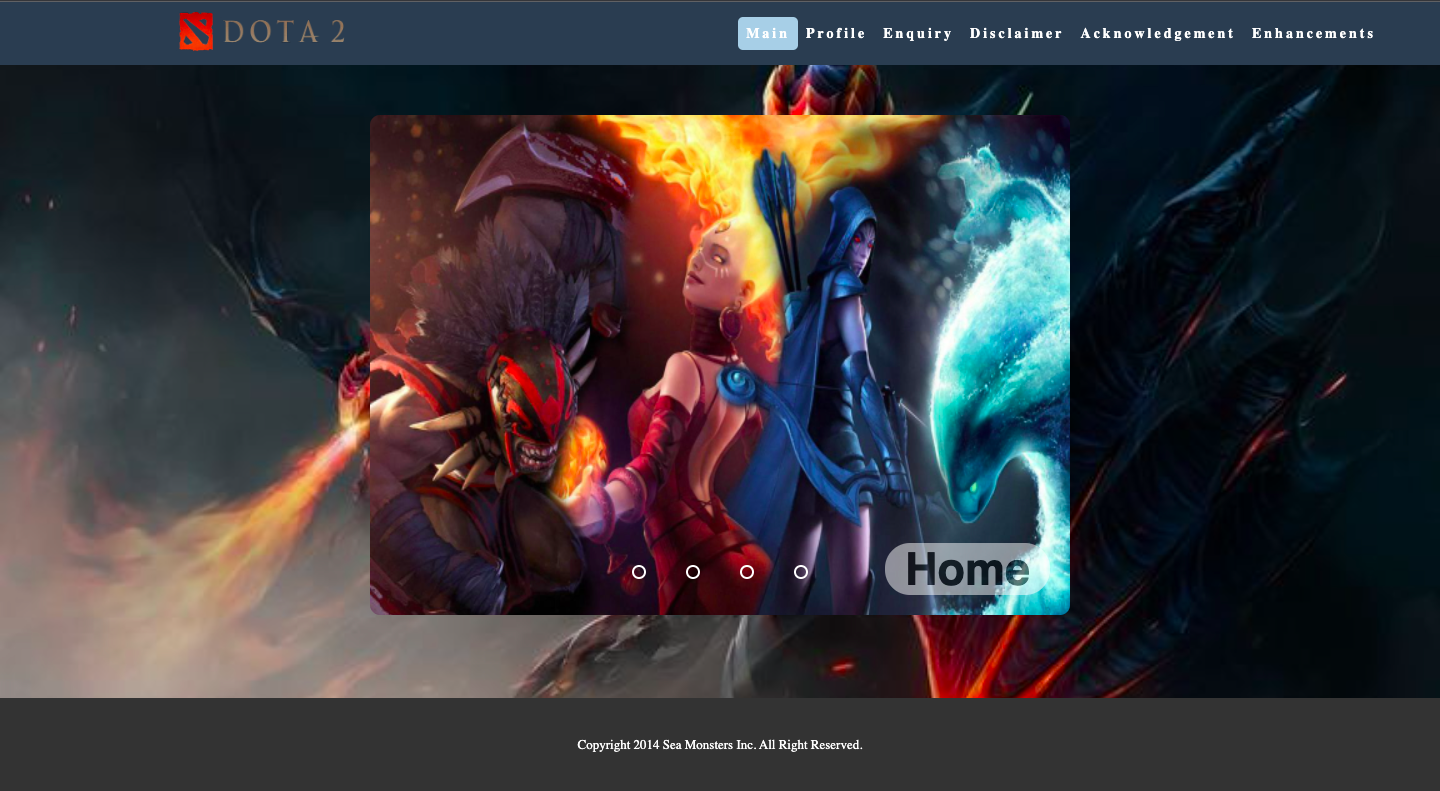 DOTA 2
Main Profile Enquiry Disclaimer Acknowledgement Enhancements
Home
Copyright 2014 Sea Monsters Inc. All Right Reserved.